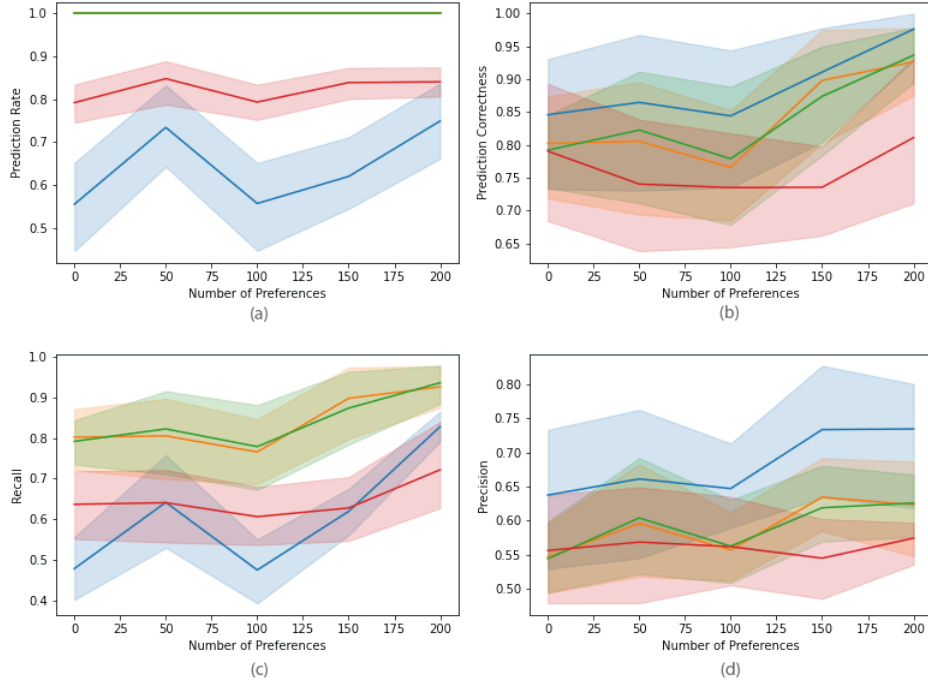 1.0
0.9
0.8
0.7
0.6
0.5
Prediction Rate
0 25 50 75 100 125 150 175 200
Number of Preferences
(a)
1.00
0.95
0.90
0.85
0.80
0.75
0.70
0.65
Prediction Correctness
0 25 50 75 100 125 150 175 200
Number of Preferences
(b)
1.0
0.9
0.8
0.7
0.6
0.5
0.4
Recall
0 25 50 75 100 125 150 175 200
Number of Preferences
(c)
0.80
0.75
0.70
0.65
0.60
0.55
0.50
Precision
0 25 50 75 100 125 150 175 200
Number of Preferences
(d)